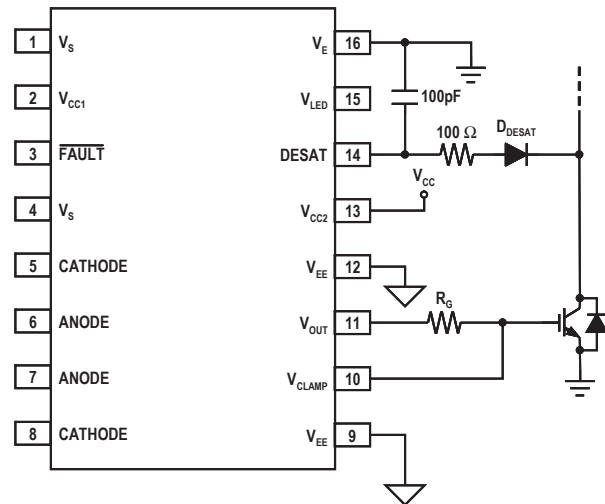 1 V_S
V_E 16
2 V_CC1
V_LED 15
100pF
3 FAULT
DESAT 14
100 Ω
D_DESAT
4 V_S
V_CC2 13
V_CC
5 CATHODE
V_EE 12
6 ANODE
V_OUT 11
R_G
7 ANODE
V_CLAMP 10
8 CATHODE
V_EE 9